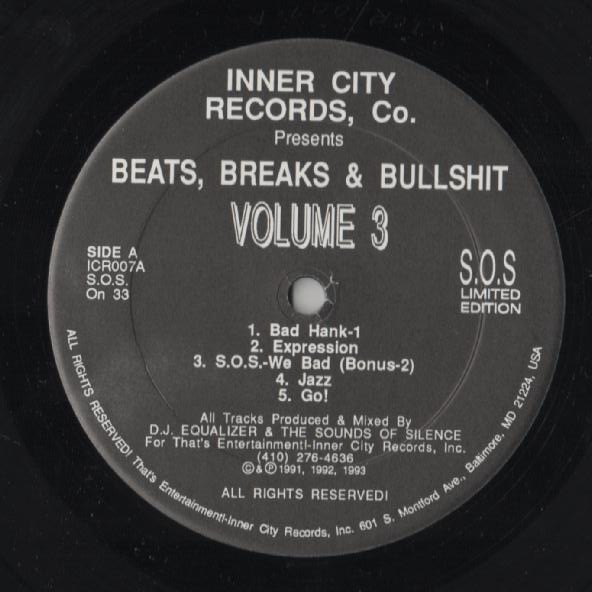 INNER CITY
RECORDS, Co.
Presents
BEATS, BREAKS & BULLSHIT
VOLUME 3
SIDE A
ICR007A
S.O.S.
On 33
S.O.S
LIMITED
EDITION
1. Bad Hank-1
2. Expression
3. S.O.S.-We Bad (Bonus-2)
4. Jazz
5. Go!
All Tracks Produced & Mixed By
D.J. EQUALIZER & THE SOUNDS OF SILENCE
For That's Entertainment!-Inner City Records, Inc.
(410) 276-4636
©&℗1991, 1992, 1993
ALL RIGHTS RESERVED!
ALL RIGHTS RESERVED! That's Entertainment!-Inner City Records, Inc. 601 S. Montford Ave., Baltimore, MD 21224, USA